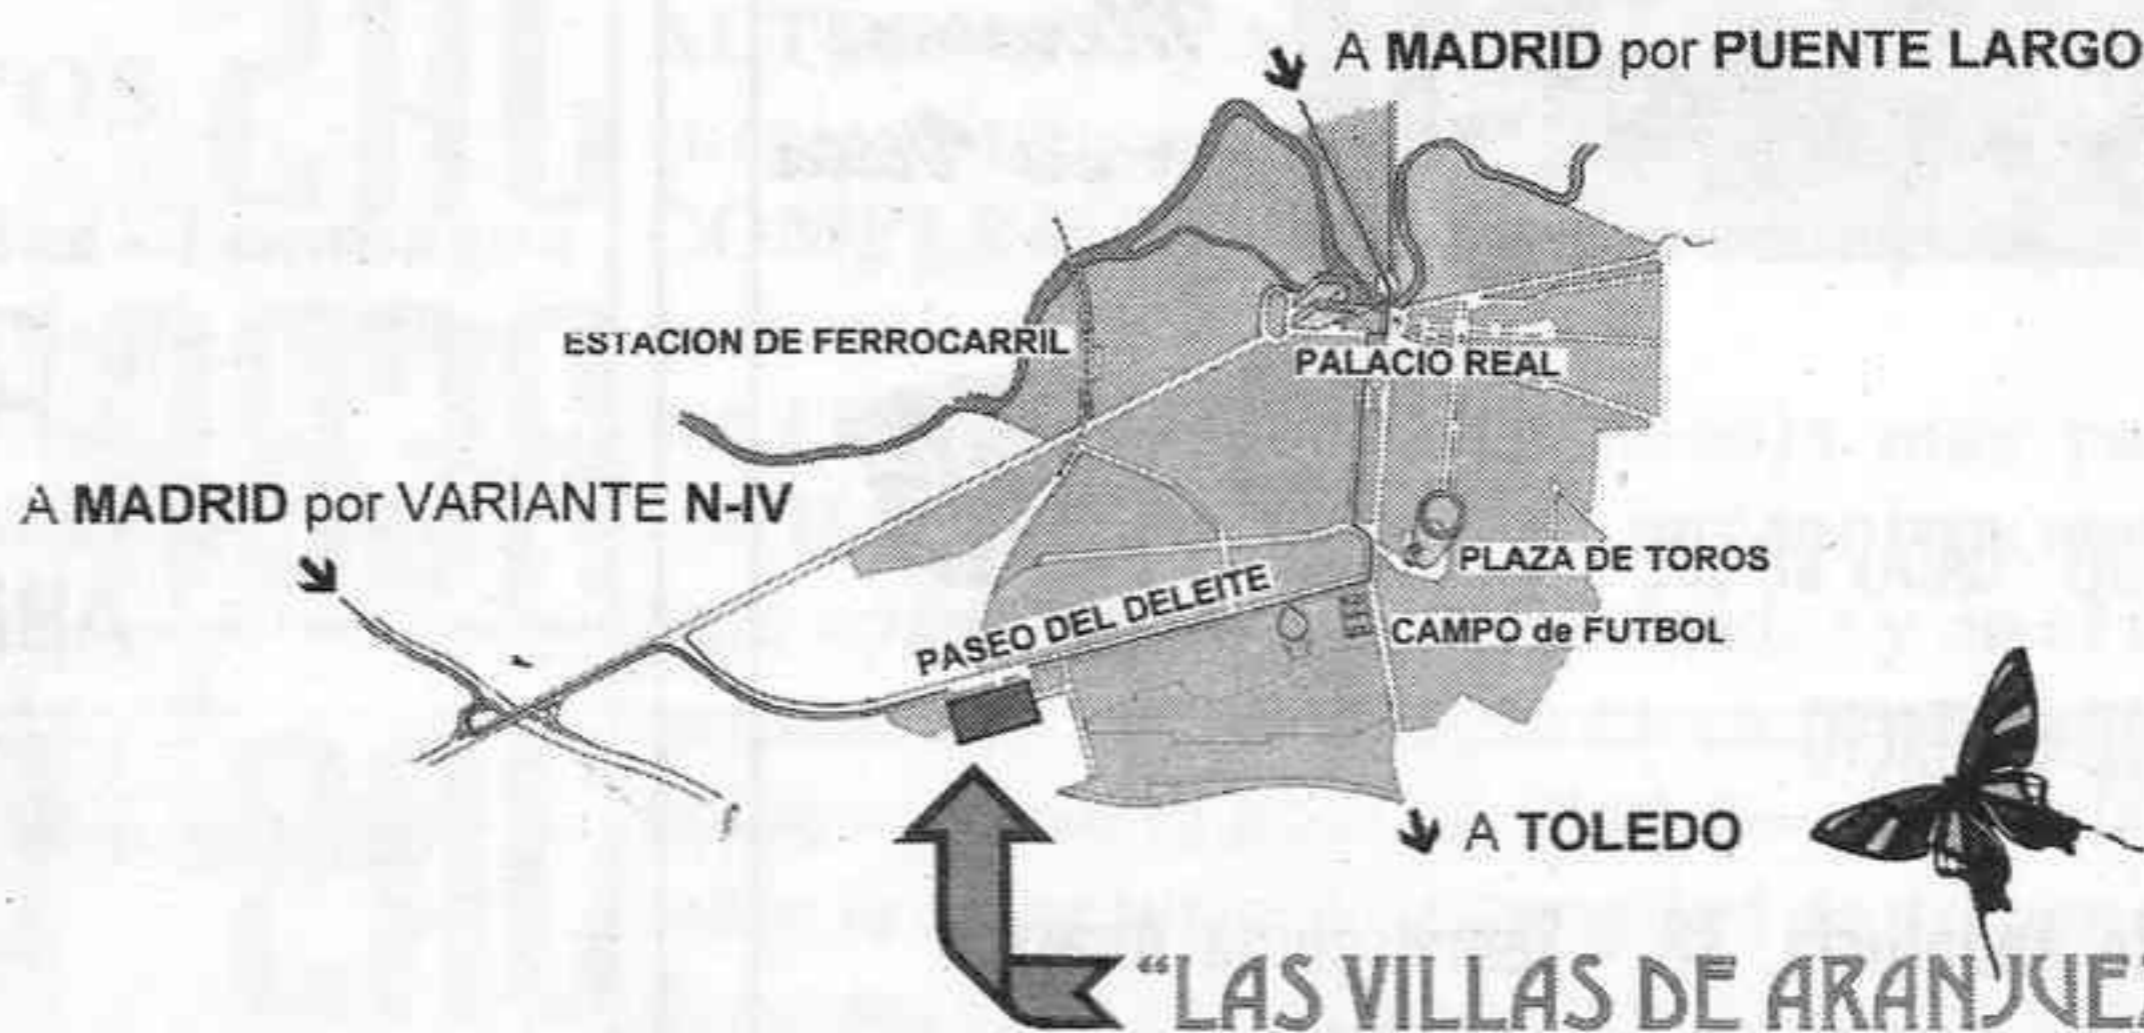 A MADRID por PUENTE LARGO
ESTACION DE FERROCARRIL
PALACIO REAL
A MADRID por VARIANTE N-IV
PLAZA DE TOROS
PASEO DEL DELEITE
CAMPO de FUTBOL
A TOLEDO
“LAS VILLAS DE ARANJUEZ